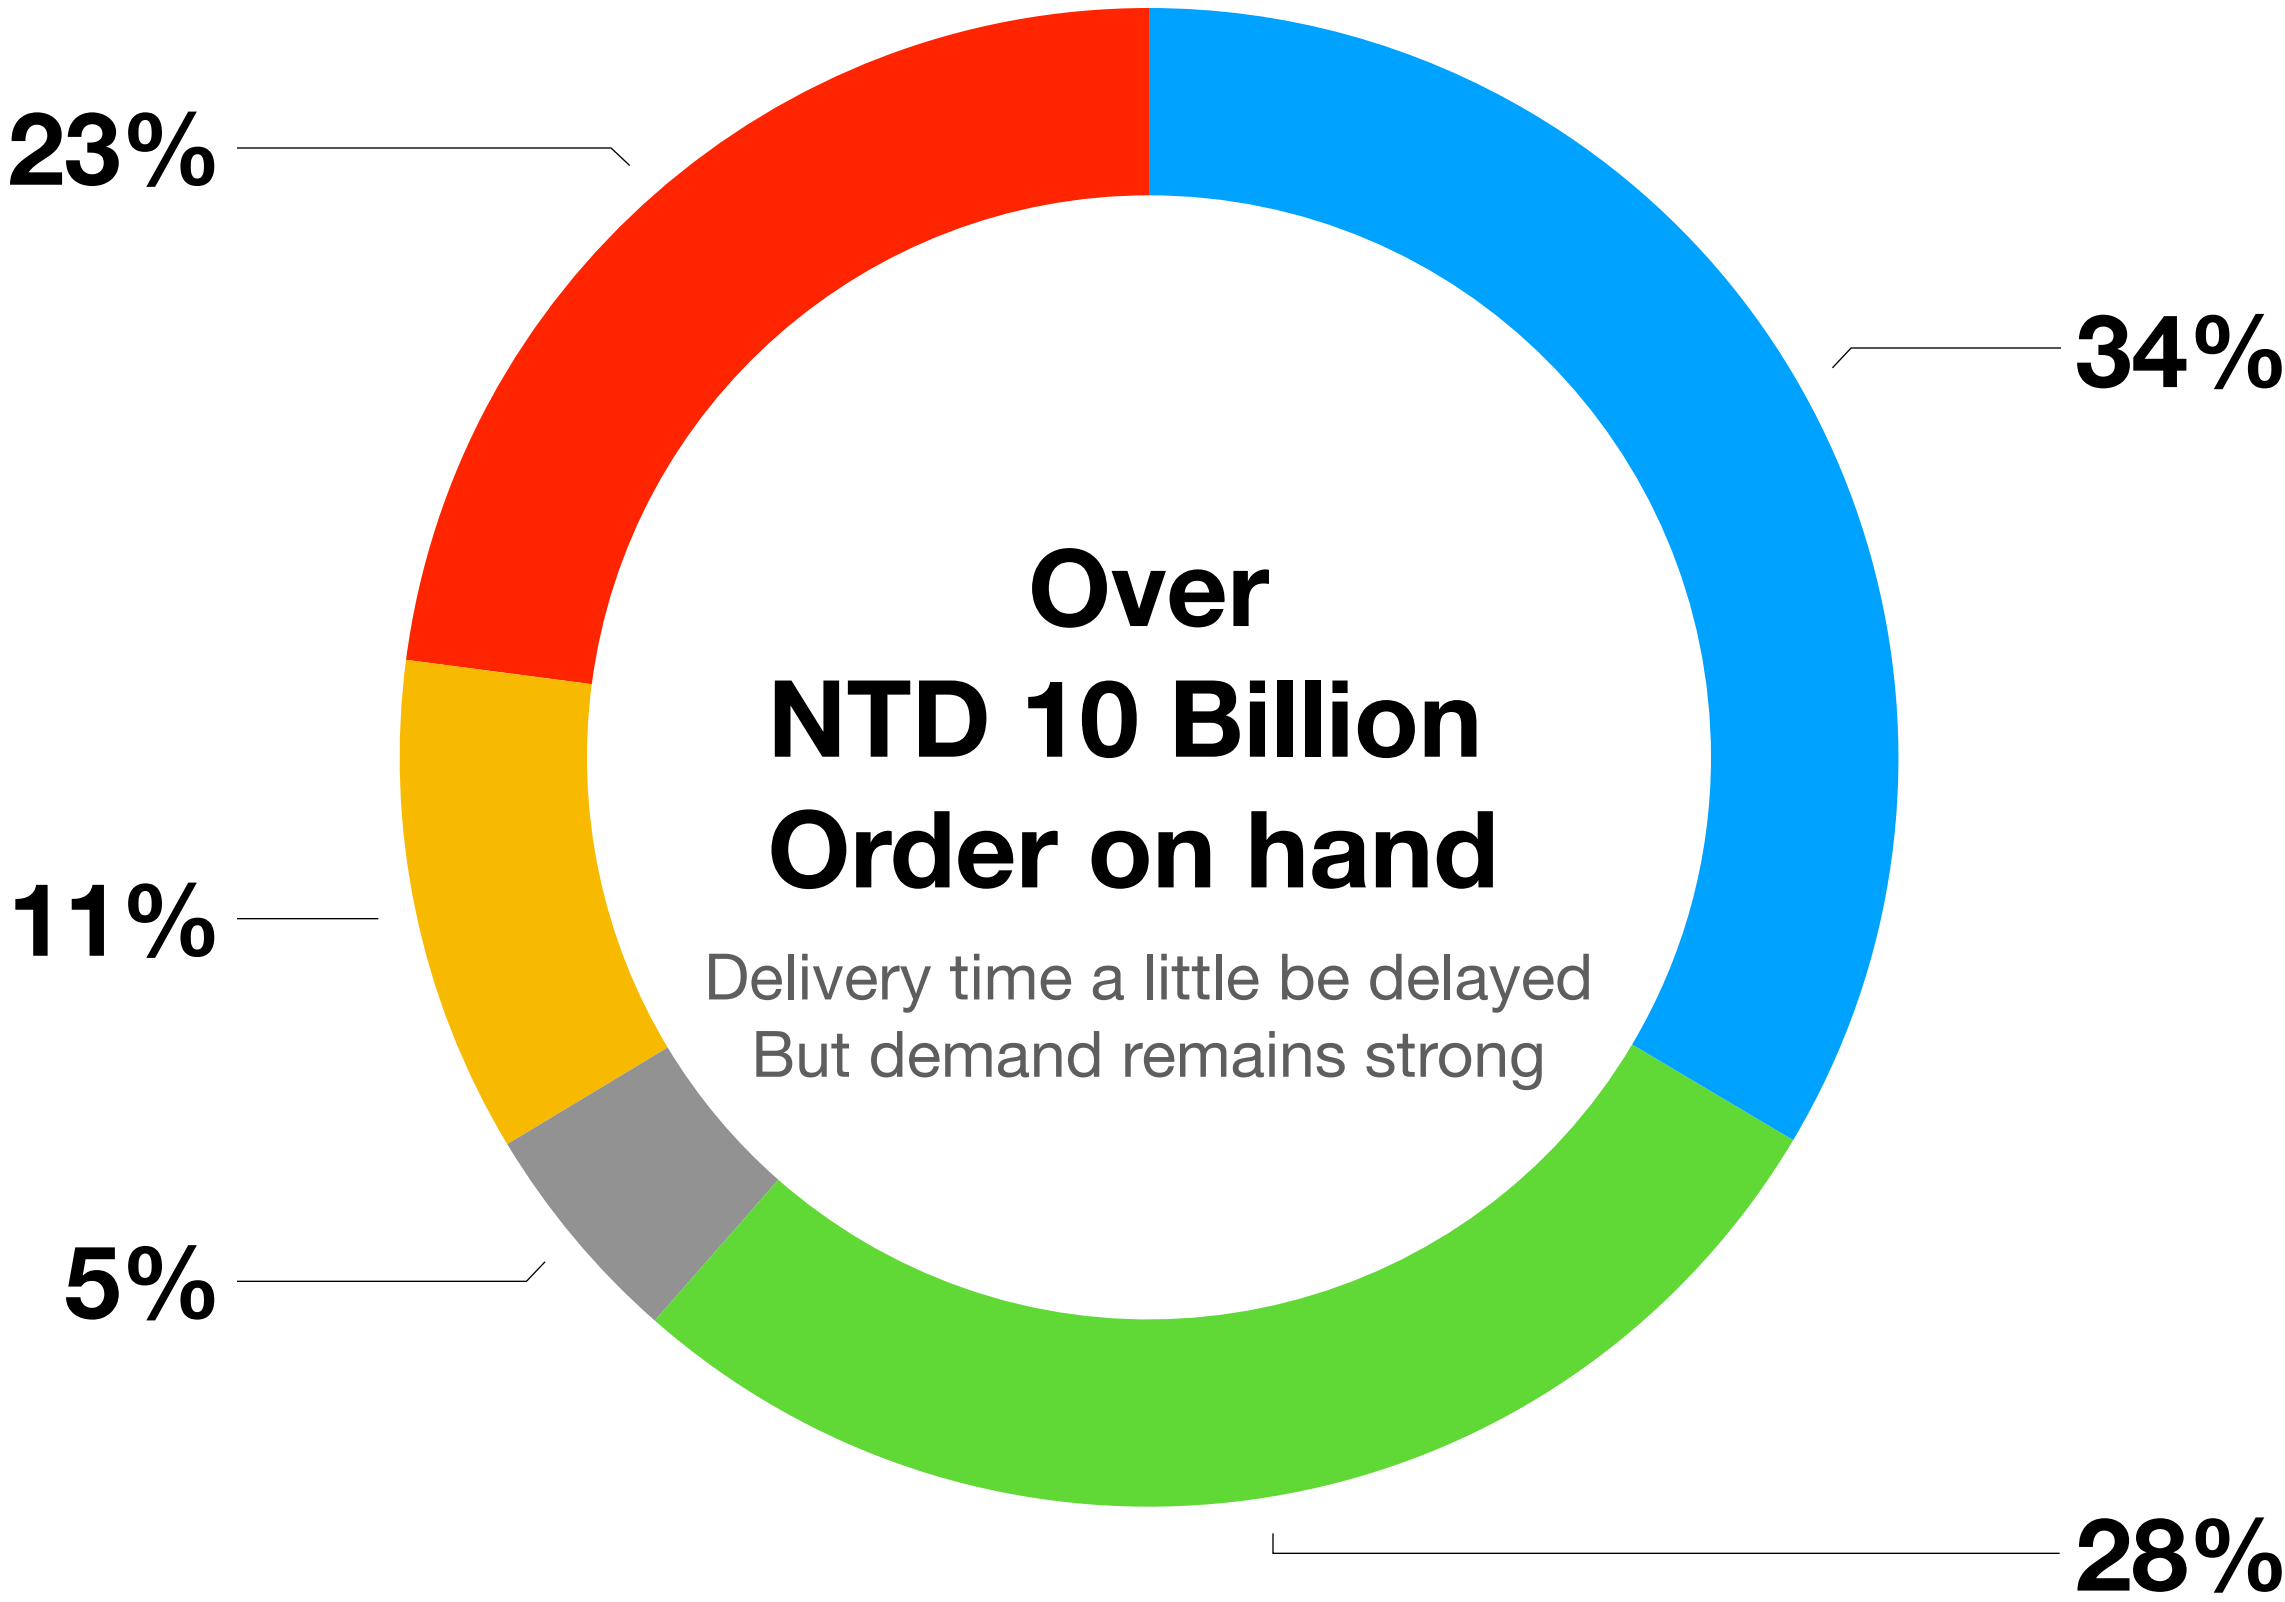 23%
34%
Over
NTD 10 Billion
Order on hand
11%
Delivery time a little be delayed
But demand remains strong
5%
28%